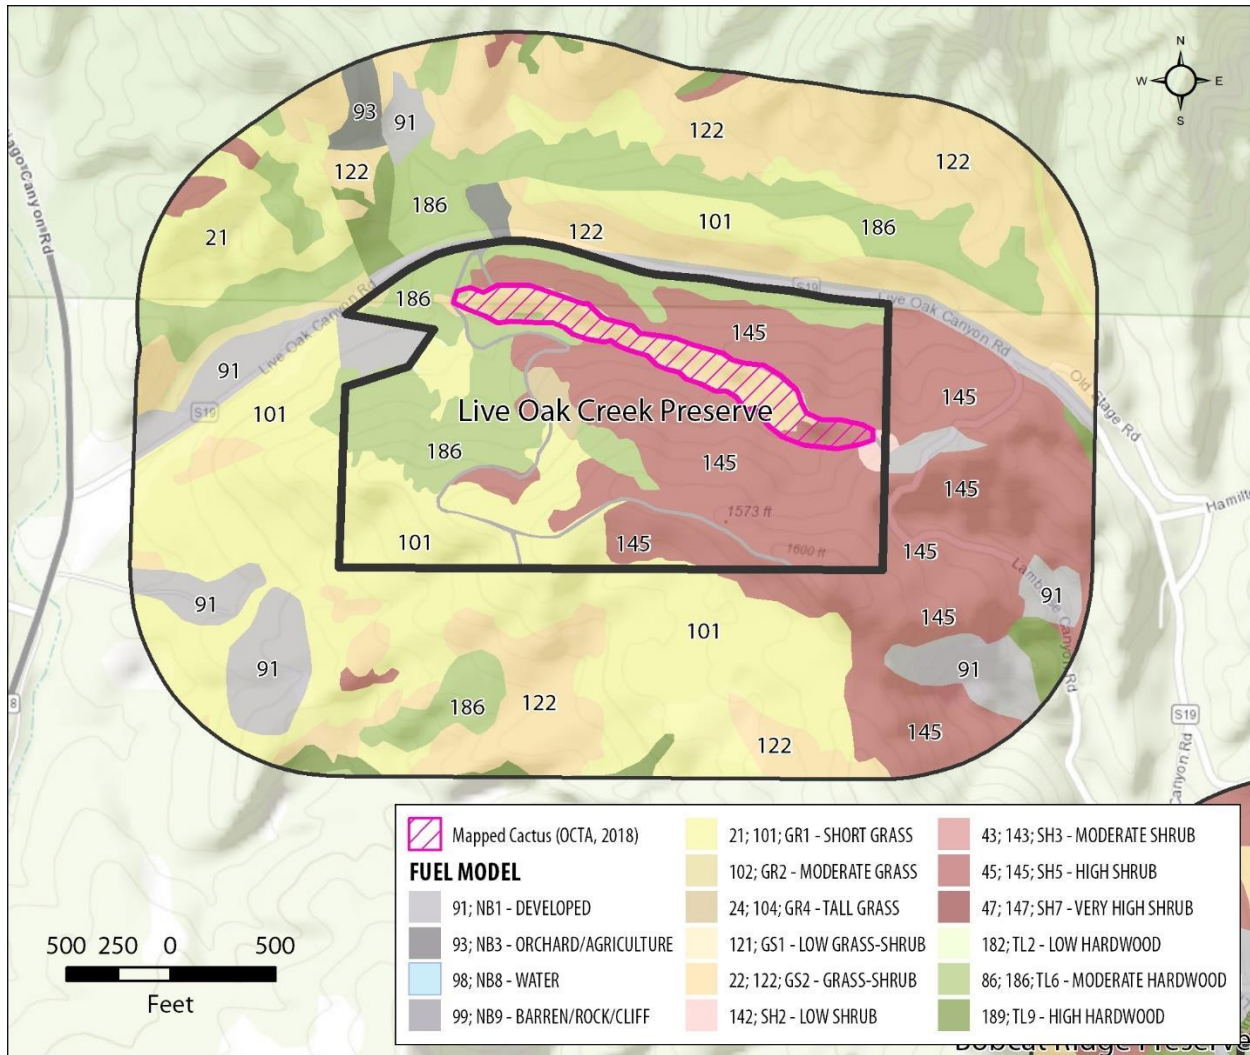 N
W E
S
93
91
122
122
122
186
21
122
101
186
Live Oak Canyon Rd
S19
186
145
Live Oak Canyon Rd
91
S19
101
Old Stage Rd
145
Live Oak Creek Preserve
186
145
145
1573 ft
101
145
1600 ft
145
91
91
101
145
91
91
186
122
122
145
S19
Canyon Rd
500 250 0 500
Feet
Mapped Cactus (OCTA, 2018)
FUEL MODEL
91; NB1 - DEVELOPED
93; NB3 - ORCHARD/AGRICULTURE
98; NB8 - WATER
99; NB9 - BARREN/ROCK/CLIFF
21; 101; GR1 - SHORT GRASS
102; GR2 - MODERATE GRASS
24; 104; GR4 - TALL GRASS
121; GS1 - LOW GRASS-SHRUB
22; 122; GS2 - GRASS-SHRUB
142; SH2 - LOW SHRUB
43; 143; SH3 - MODERATE SHRUB
45; 145; SH5 - HIGH SHRUB
47; 147; SH7 - VERY HIGH SHRUB
182; TL2 - LOW HARDWOOD
86; 186; TL6 - MODERATE HARDWOOD
189; TL9 - HIGH HARDWOOD
Bobcat Ridge Preserve